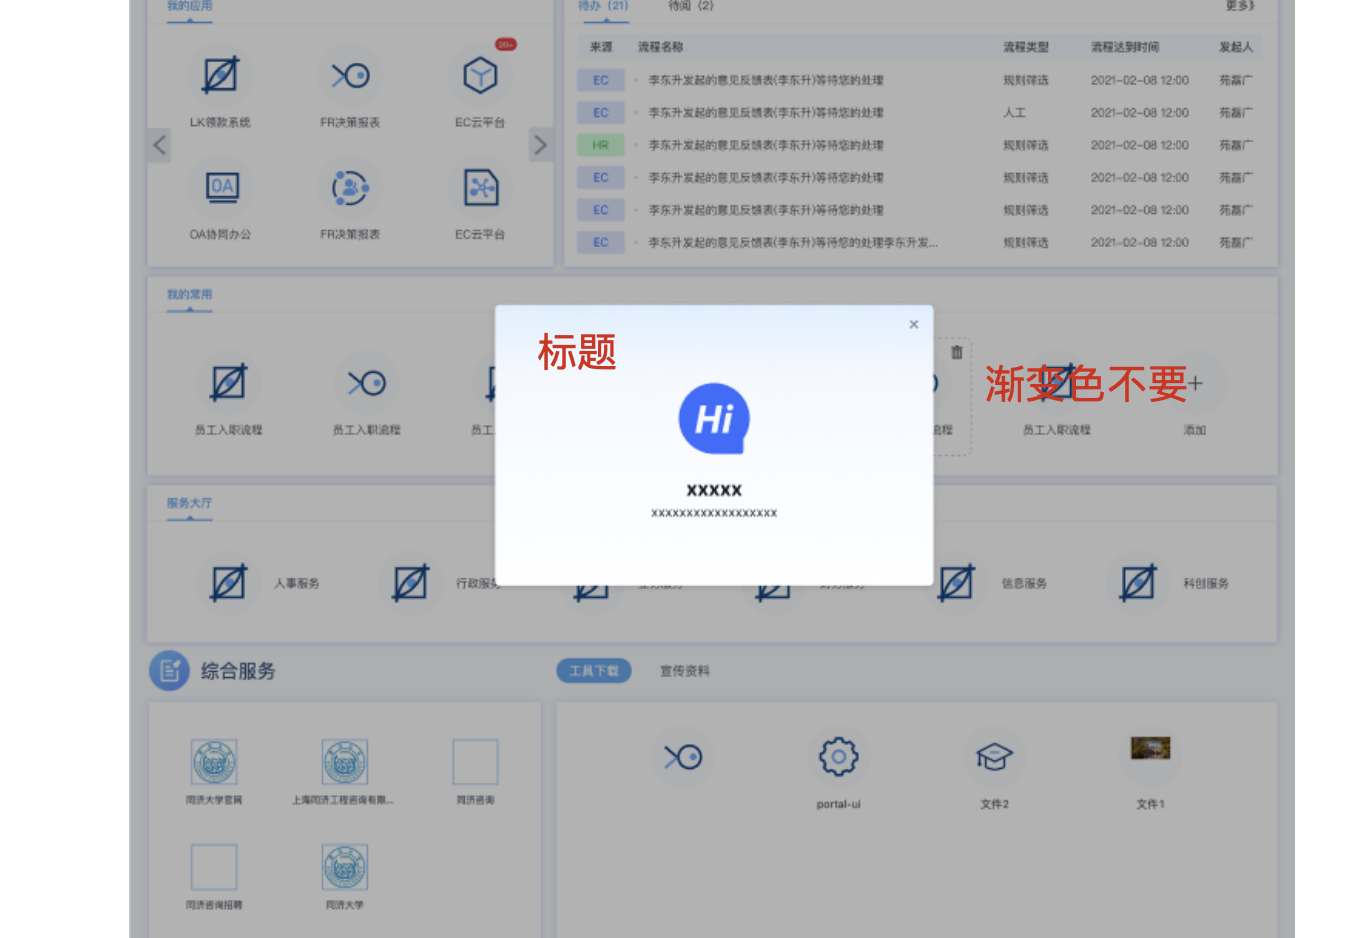 我的应用
待办（21） 待阅（2） 更多》
99+
LK领款系统 FR决策报表 EC云平台
OA协同办公 FR决策报表 EC云平台
来源 流程名称 流程类型 流程达到时间 发起人
EC 李东升发起的意见反馈表(李东升)等待您的处理 规则筛选 2021-02-08 12:00 苑磊广
EC 李东升发起的意见反馈表(李东升)等待您的处理 人工 2021-02-08 12:00 苑磊广
HR 李东升发起的意见反馈表(李东升)等待您的处理 规则筛选 2021-02-08 12:00 苑磊广
EC 李东升发起的意见反馈表(李东升)等待您的处理 规则筛选 2021-02-08 12:00 苑磊广
EC 李东升发起的意见反馈表(李东升)等待您的处理 规则筛选 2021-02-08 12:00 苑磊广
EC 李东升发起的意见反馈表(李东升)等待您的处理李东升发... 规则筛选 2021-02-08 12:00 苑磊广
我的常用
标题
×
渐变色不要
Hi
xxxxx
xxxxxxxxxxxxxxxxxx
员工入职流程 员工入职流程 员工 流程 员工入职流程 添加
服务大厅
人事服务 行政服务 信息服务 科创服务
综合服务
工具下载 宣传资料
同济大学官网 上海同济工程咨询有限... 同济咨询
同济咨询招聘 同济大学
portal-ui 文件2 文件1